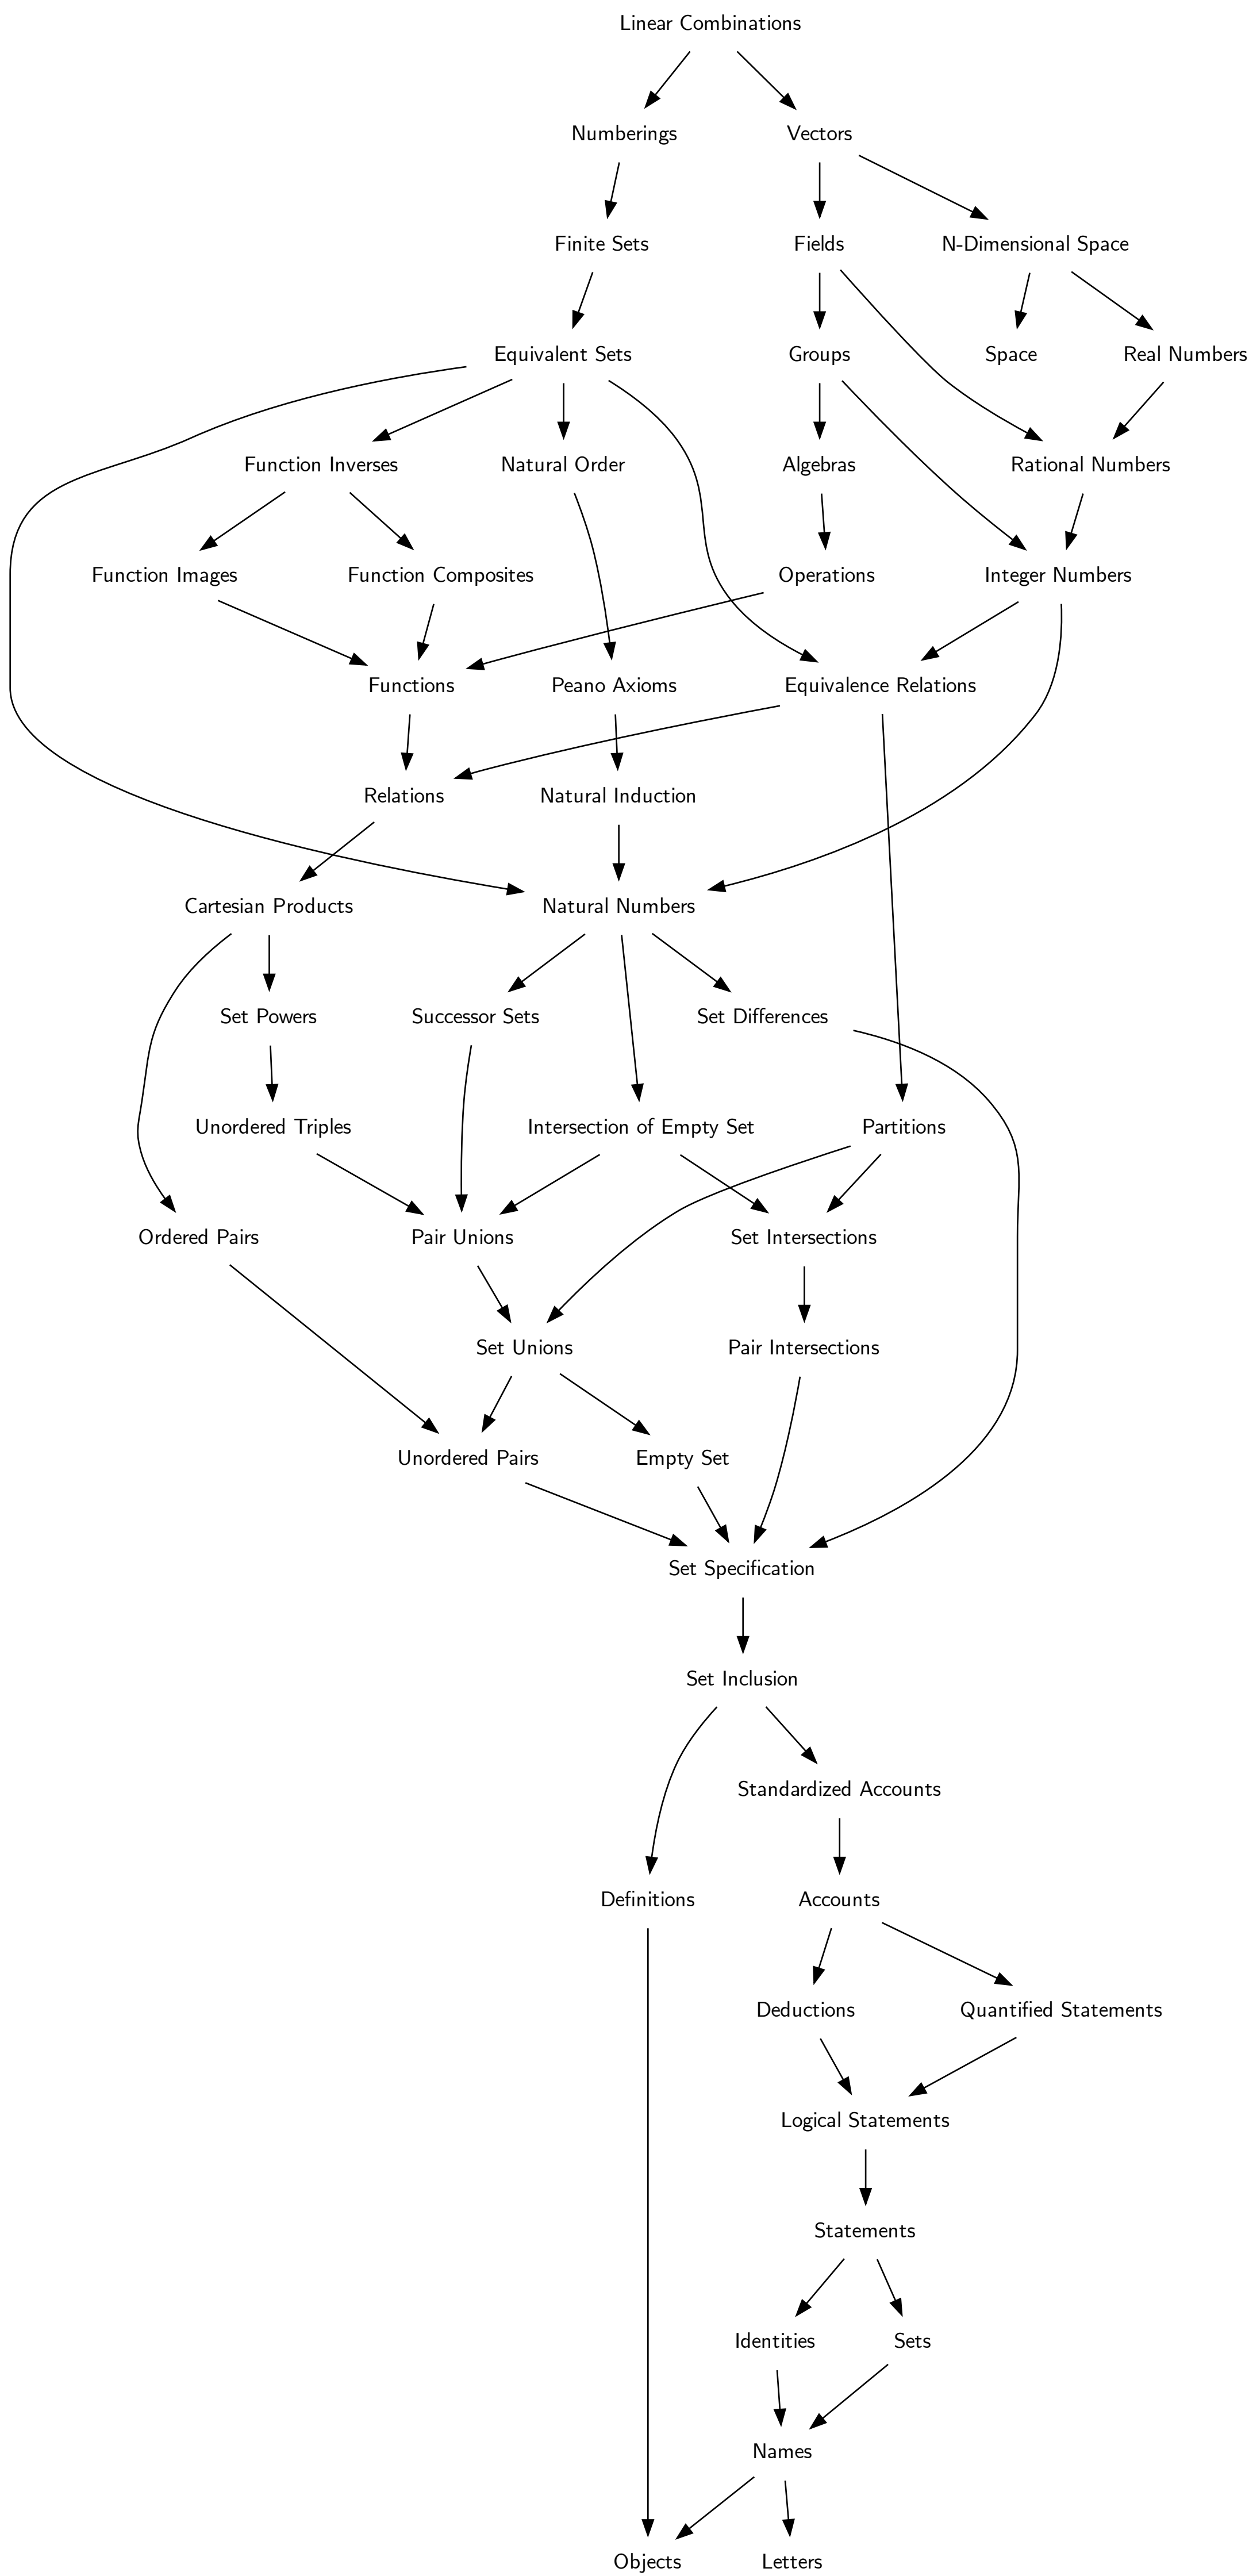 Linear Combinations
Numberings
Vectors
Finite Sets
Fields
N-Dimensional Space
Equivalent Sets
Groups
Space
Real Numbers
Function Inverses
Natural Order
Algebras
Rational Numbers
Function Images
Function Composites
Operations
Integer Numbers
Functions
Peano Axioms
Equivalence Relations
Relations
Natural Induction
Cartesian Products
Natural Numbers
Set Powers
Successor Sets
Set Differences
Unordered Triples
Intersection of Empty Set
Partitions
Ordered Pairs
Pair Unions
Set Intersections
Set Unions
Pair Intersections
Unordered Pairs
Empty Set
Set Specification
Set Inclusion
Standardized Accounts
Definitions
Accounts
Deductions
Quantified Statements
Logical Statements
Statements
Identities
Sets
Names
Objects
Letters